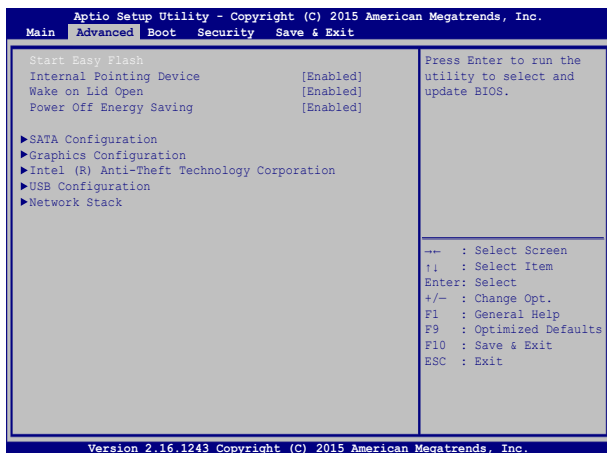 Aptio Setup Utility - Copyright (C) 2015 American Megatrends, Inc.
Main Advanced Boot Security Save & Exit
Start Easy Flash
Internal Pointing Device [Enabled]
Wake on Lid Open [Enabled]
Power Off Energy Saving [Enabled]
▶SATA Configuration
▶Graphics Configuration
▶Intel (R) Anti-Theft Technology Corporation
▶USB Configuration
▶Network Stack
Press Enter to run the
utility to select and
update BIOS.
→← : Select Screen
↑↓ : Select Item
Enter: Select
+/— : Change Opt.
F1 : General Help
F9 : Optimized Defaults
F10 : Save & Exit
ESC : Exit
Version 2.16.1243 Copyright (C) 2015 American Megatrends, Inc.